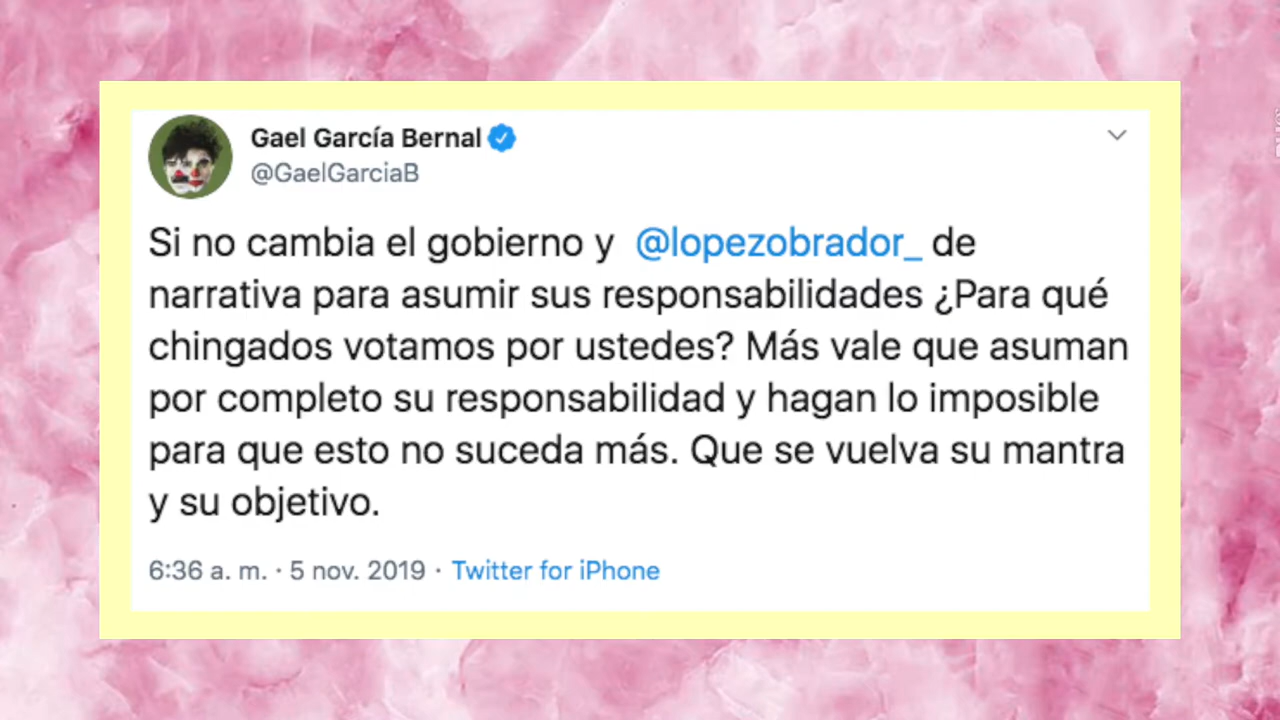 Gael García Bernal
@GaelGarciaB
Si no cambia el gobierno y @lopezobrador_ de
narrativa para asumir sus responsabilidades ¿Para qué
chingados votamos por ustedes? Más vale que asuman
por completo su responsabilidad y hagan lo imposible
para que esto no suceda más. Que se vuelva su mantra
y su objetivo.
6:36 a. m. · 5 nov. 2019 · Twitter for iPhone